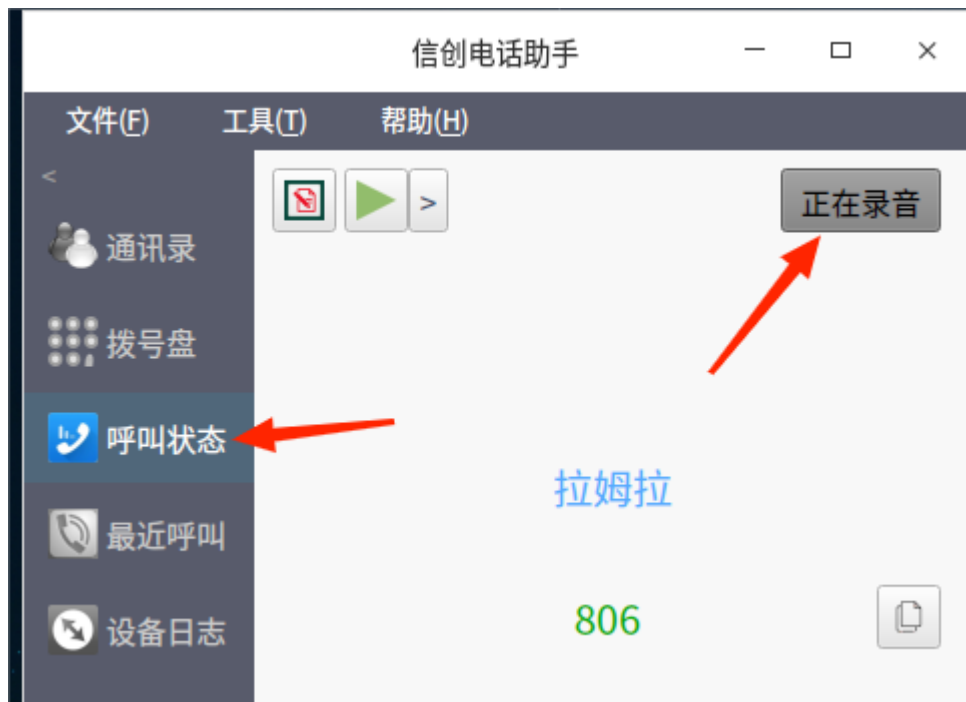 信创电话助手
文件(F) 工具(T) 帮助(H)
<
>
正在录音
通讯录
拨号盘
呼叫状态
拉姆拉
最近呼叫
806
设备日志